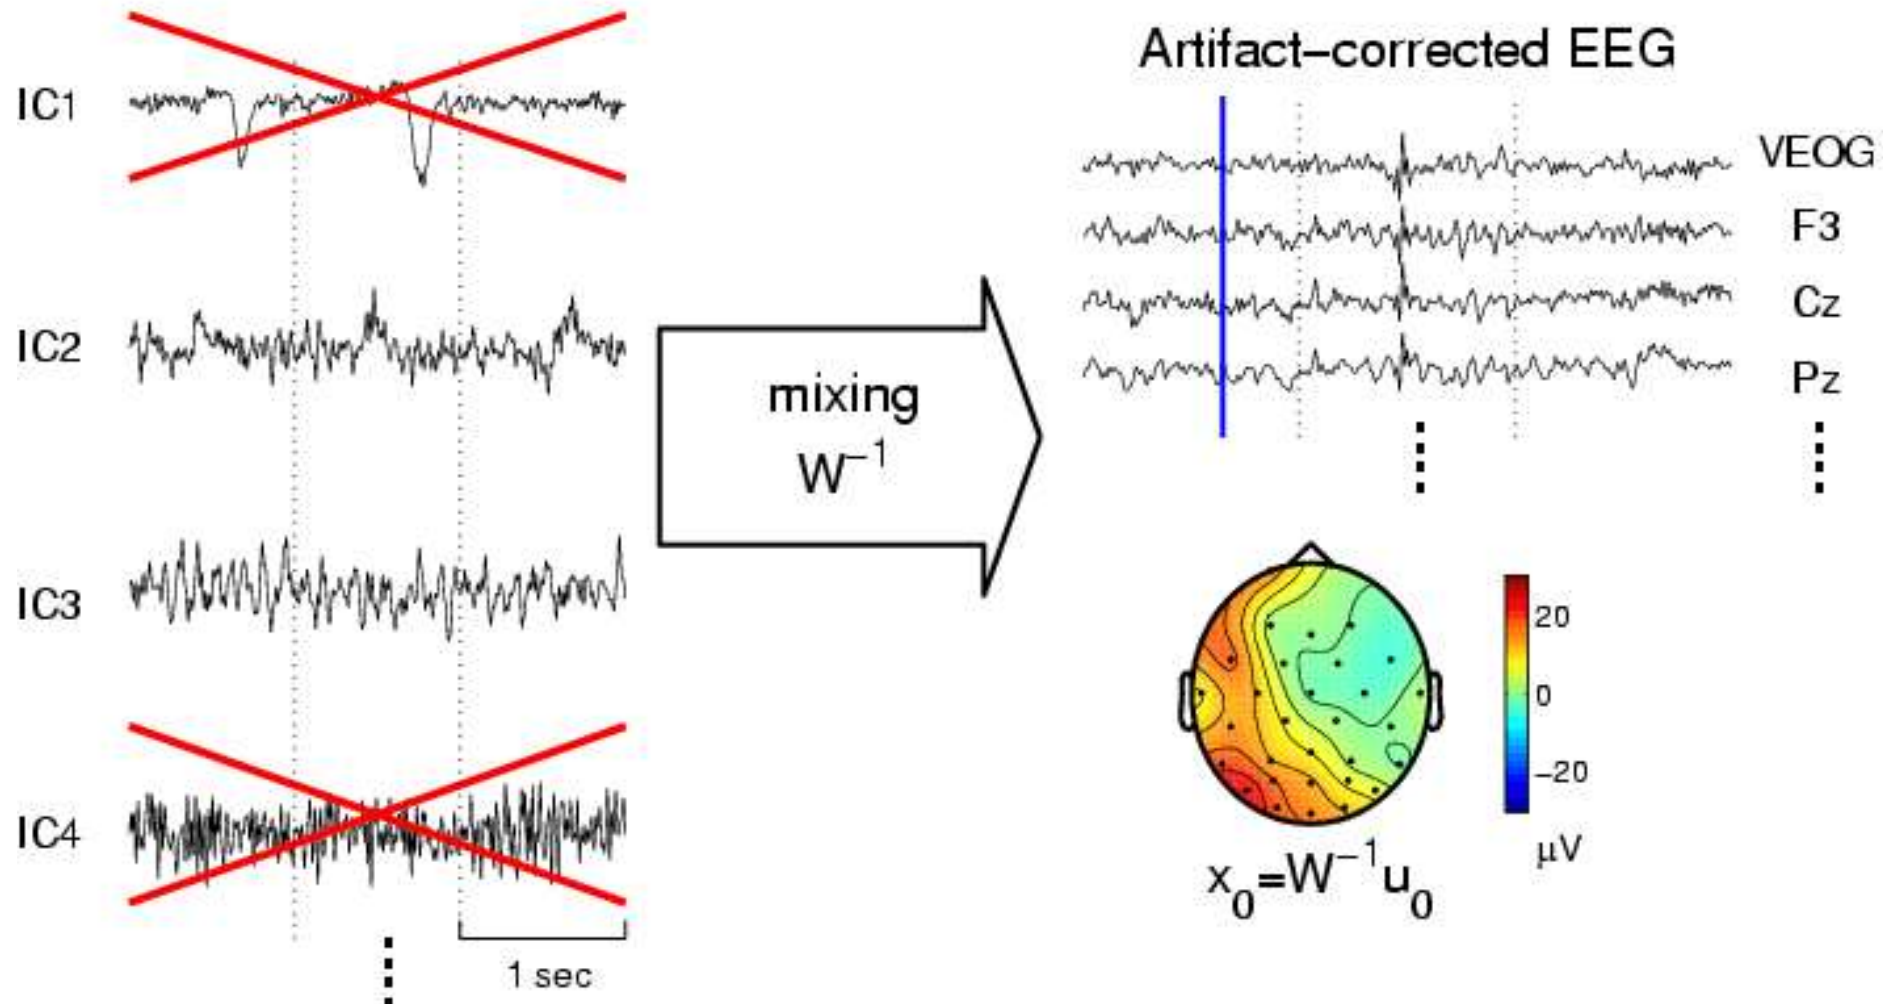 IC1
IC2
IC3
IC4
1 sec
mixing
W⁻¹
Artifact–corrected EEG
VEOG
F3
Cz
Pz
20
0
−20
μV
x₀=W⁻¹u₀